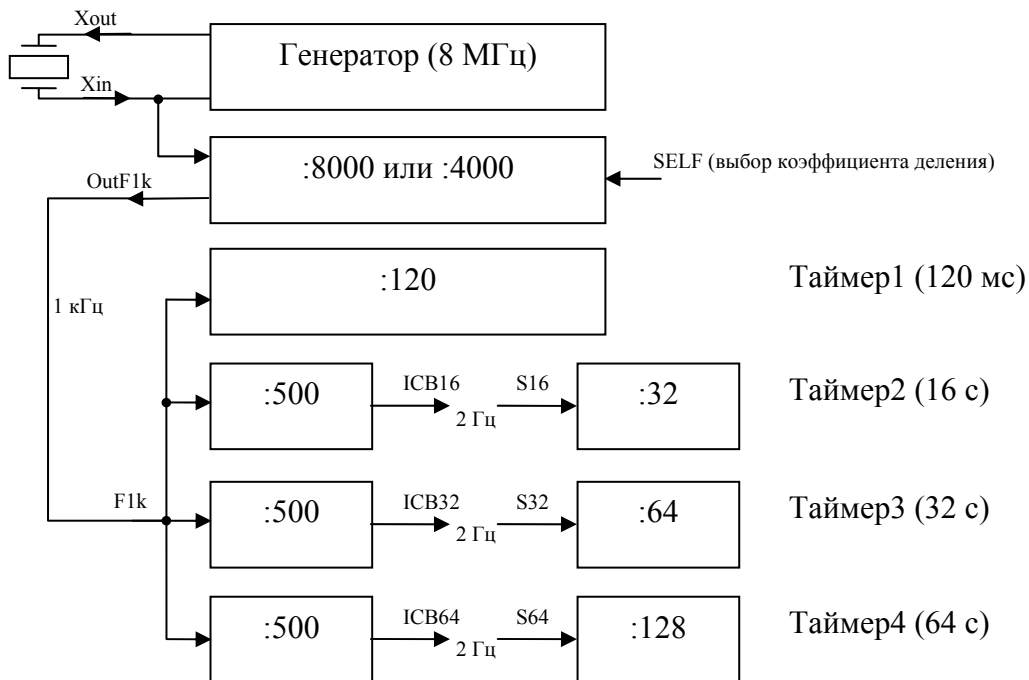 Xout
Генератор (8 МГц)
Xin
:8000 или :4000
SELF (выбор коэффициента деления)
OutF1k
:120
Таймер1 (120 мс)
1 кГц
:500
ICB16
2 Гц
S16
:32
Таймер2 (16 с)
F1k
:500
ICB32
2 Гц
S32
:64
Таймер3 (32 с)
:500
ICB64
2 Гц
S64
:128
Таймер4 (64 с)